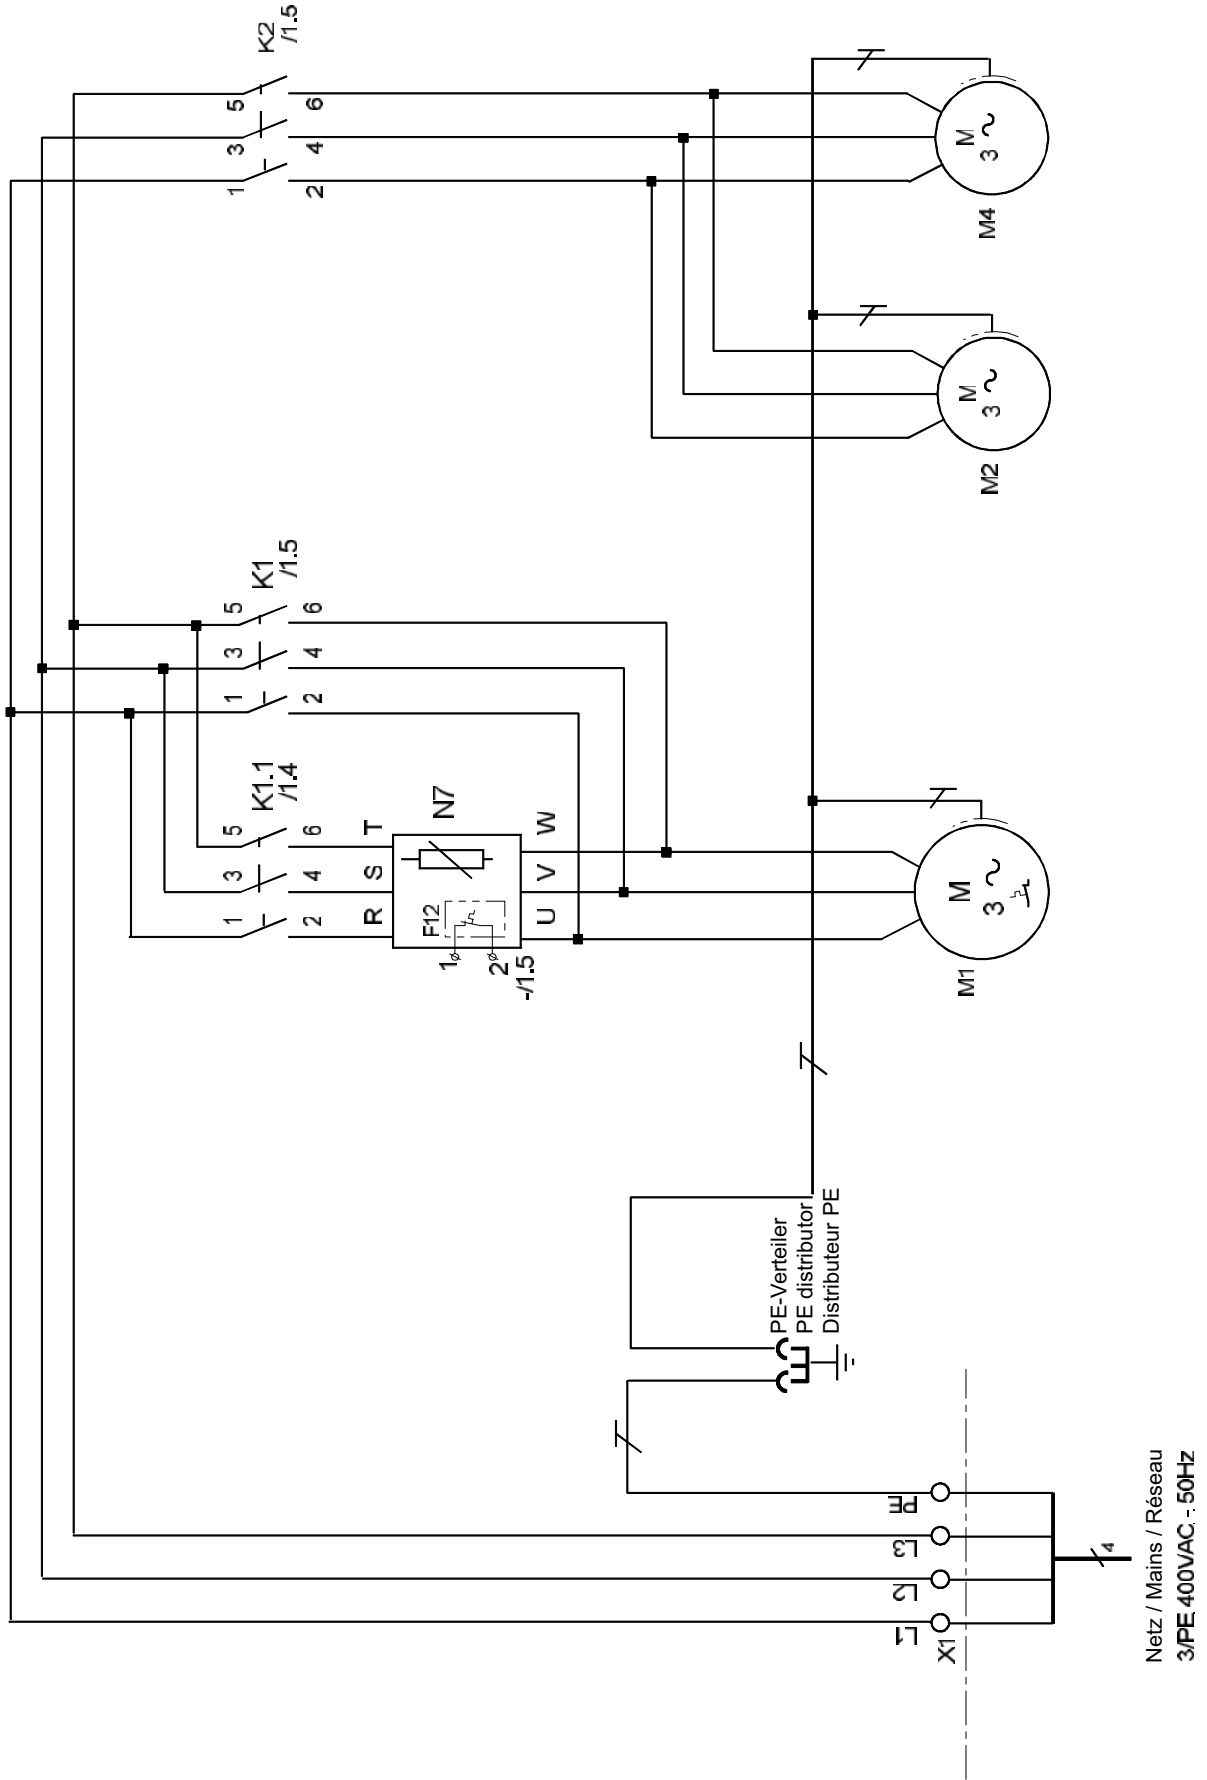 Netz / Mains / Réseau
3/PE 400VAC - 50Hz
4
X1
L1
L2
L3
PE
PE-Verteiler
PE distributor
Distributeur PE
K1.1
/1.4
1 3 5
2 4 6
R S T
N7
F12
1
2
-/1.5
U V W
M
3
M1
K1
/1.5
1 3 5
2 4 6
M
3
M2
K2
/1.5
1 3 5
2 4 6
M
3
M4